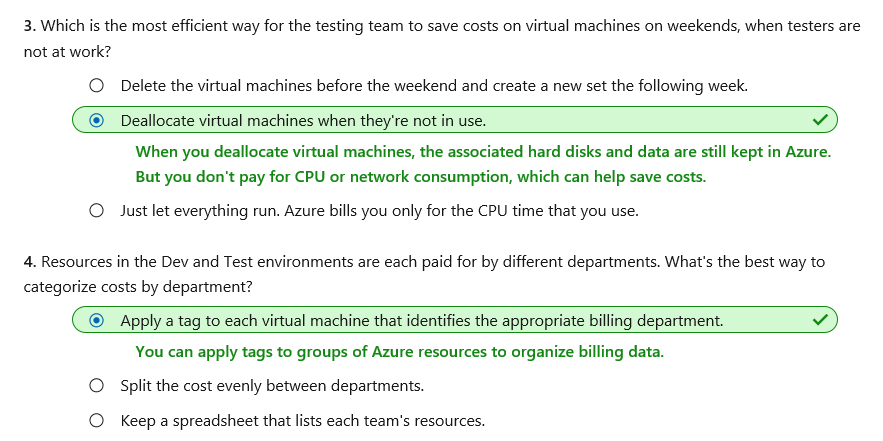 3. Which is the most efficient way for the testing team to save costs on virtual machines on weekends, when testers are
not at work?
Delete the virtual machines before the weekend and create a new set the following week.
Deallocate virtual machines when they're not in use.
When you deallocate virtual machines, the associated hard disks and data are still kept in Azure.
But you don't pay for CPU or network consumption, which can help save costs.
Just let everything run. Azure bills you only for the CPU time that you use.
4. Resources in the Dev and Test environments are each paid for by different departments. What's the best way to
categorize costs by department?
Apply a tag to each virtual machine that identifies the appropriate billing department.
You can apply tags to groups of Azure resources to organize billing data.
Split the cost evenly between departments.
Keep a spreadsheet that lists each team's resources.